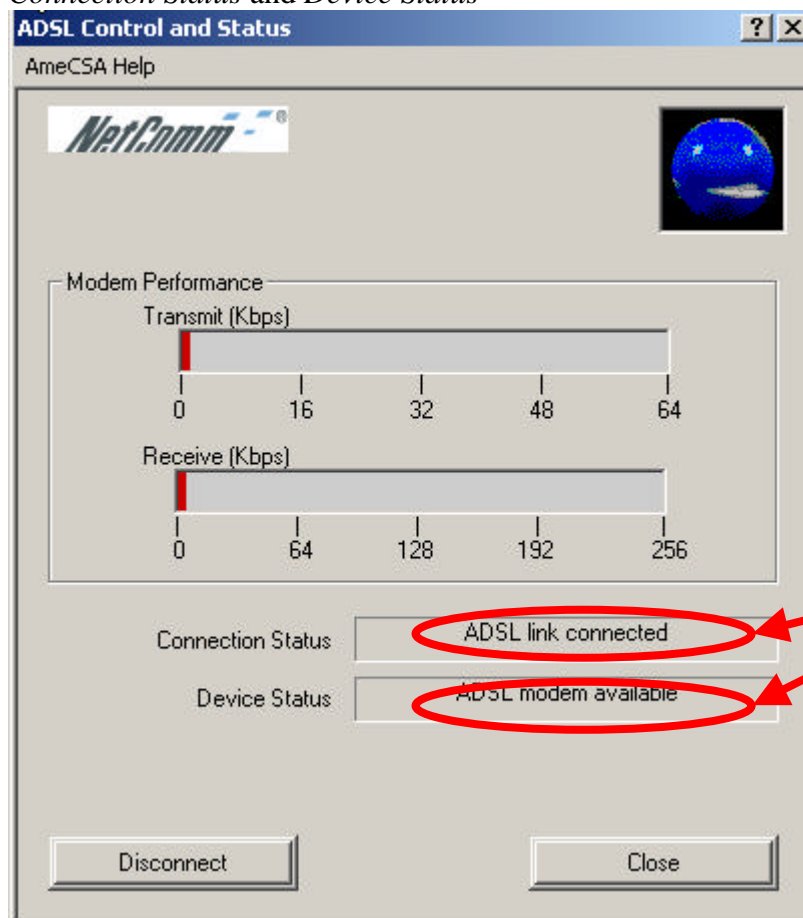 Connection Status and Device Status
ADSL Control and Status
AmeCSA Help
NetComm®
Modem Performance
Transmit (Kbps)
0 16 32 48 64
Receive (Kbps)
0 64 128 192 256
Connection Status ADSL link connected
Device Status ADSL modem available
Disconnect Close